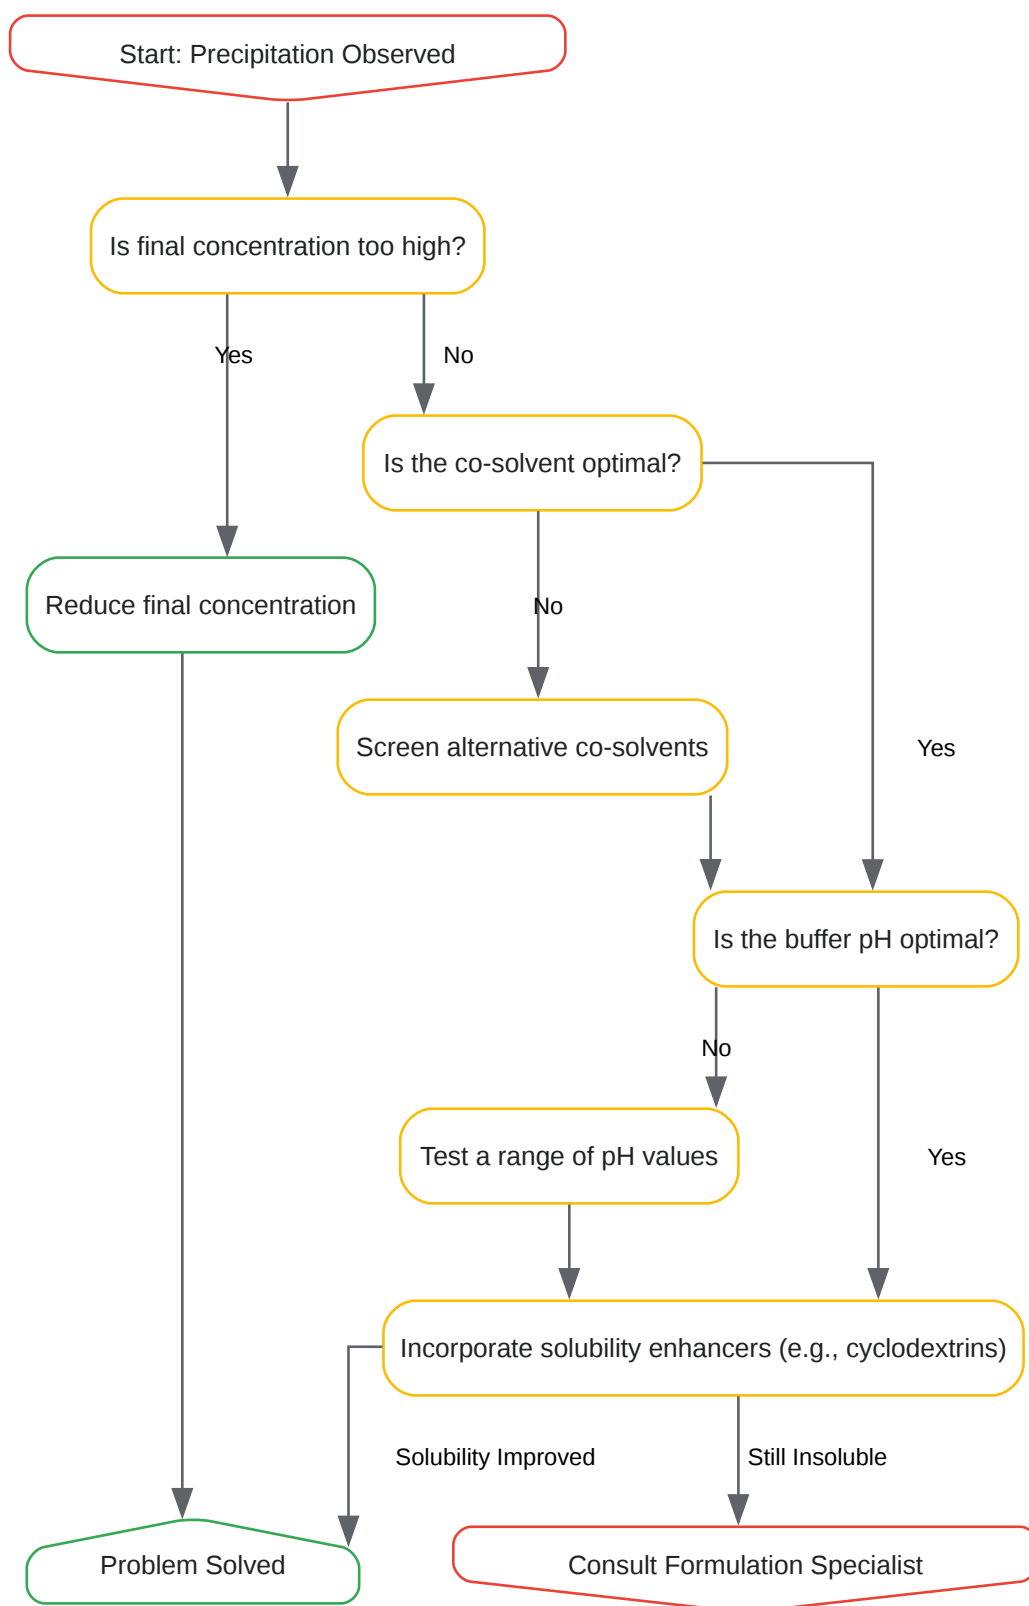 Start: Precipitation Observed
Is final concentration too high?
Yes
No
Is the co-solvent optimal?
Reduce final concentration
No
Screen alternative co-solvents
Yes
Is the buffer pH optimal?
No
Test a range of pH values
Yes
Incorporate solubility enhancers (e.g., cyclodextrins)
Solubility Improved
Still Insoluble
Problem Solved
Consult Formulation Specialist